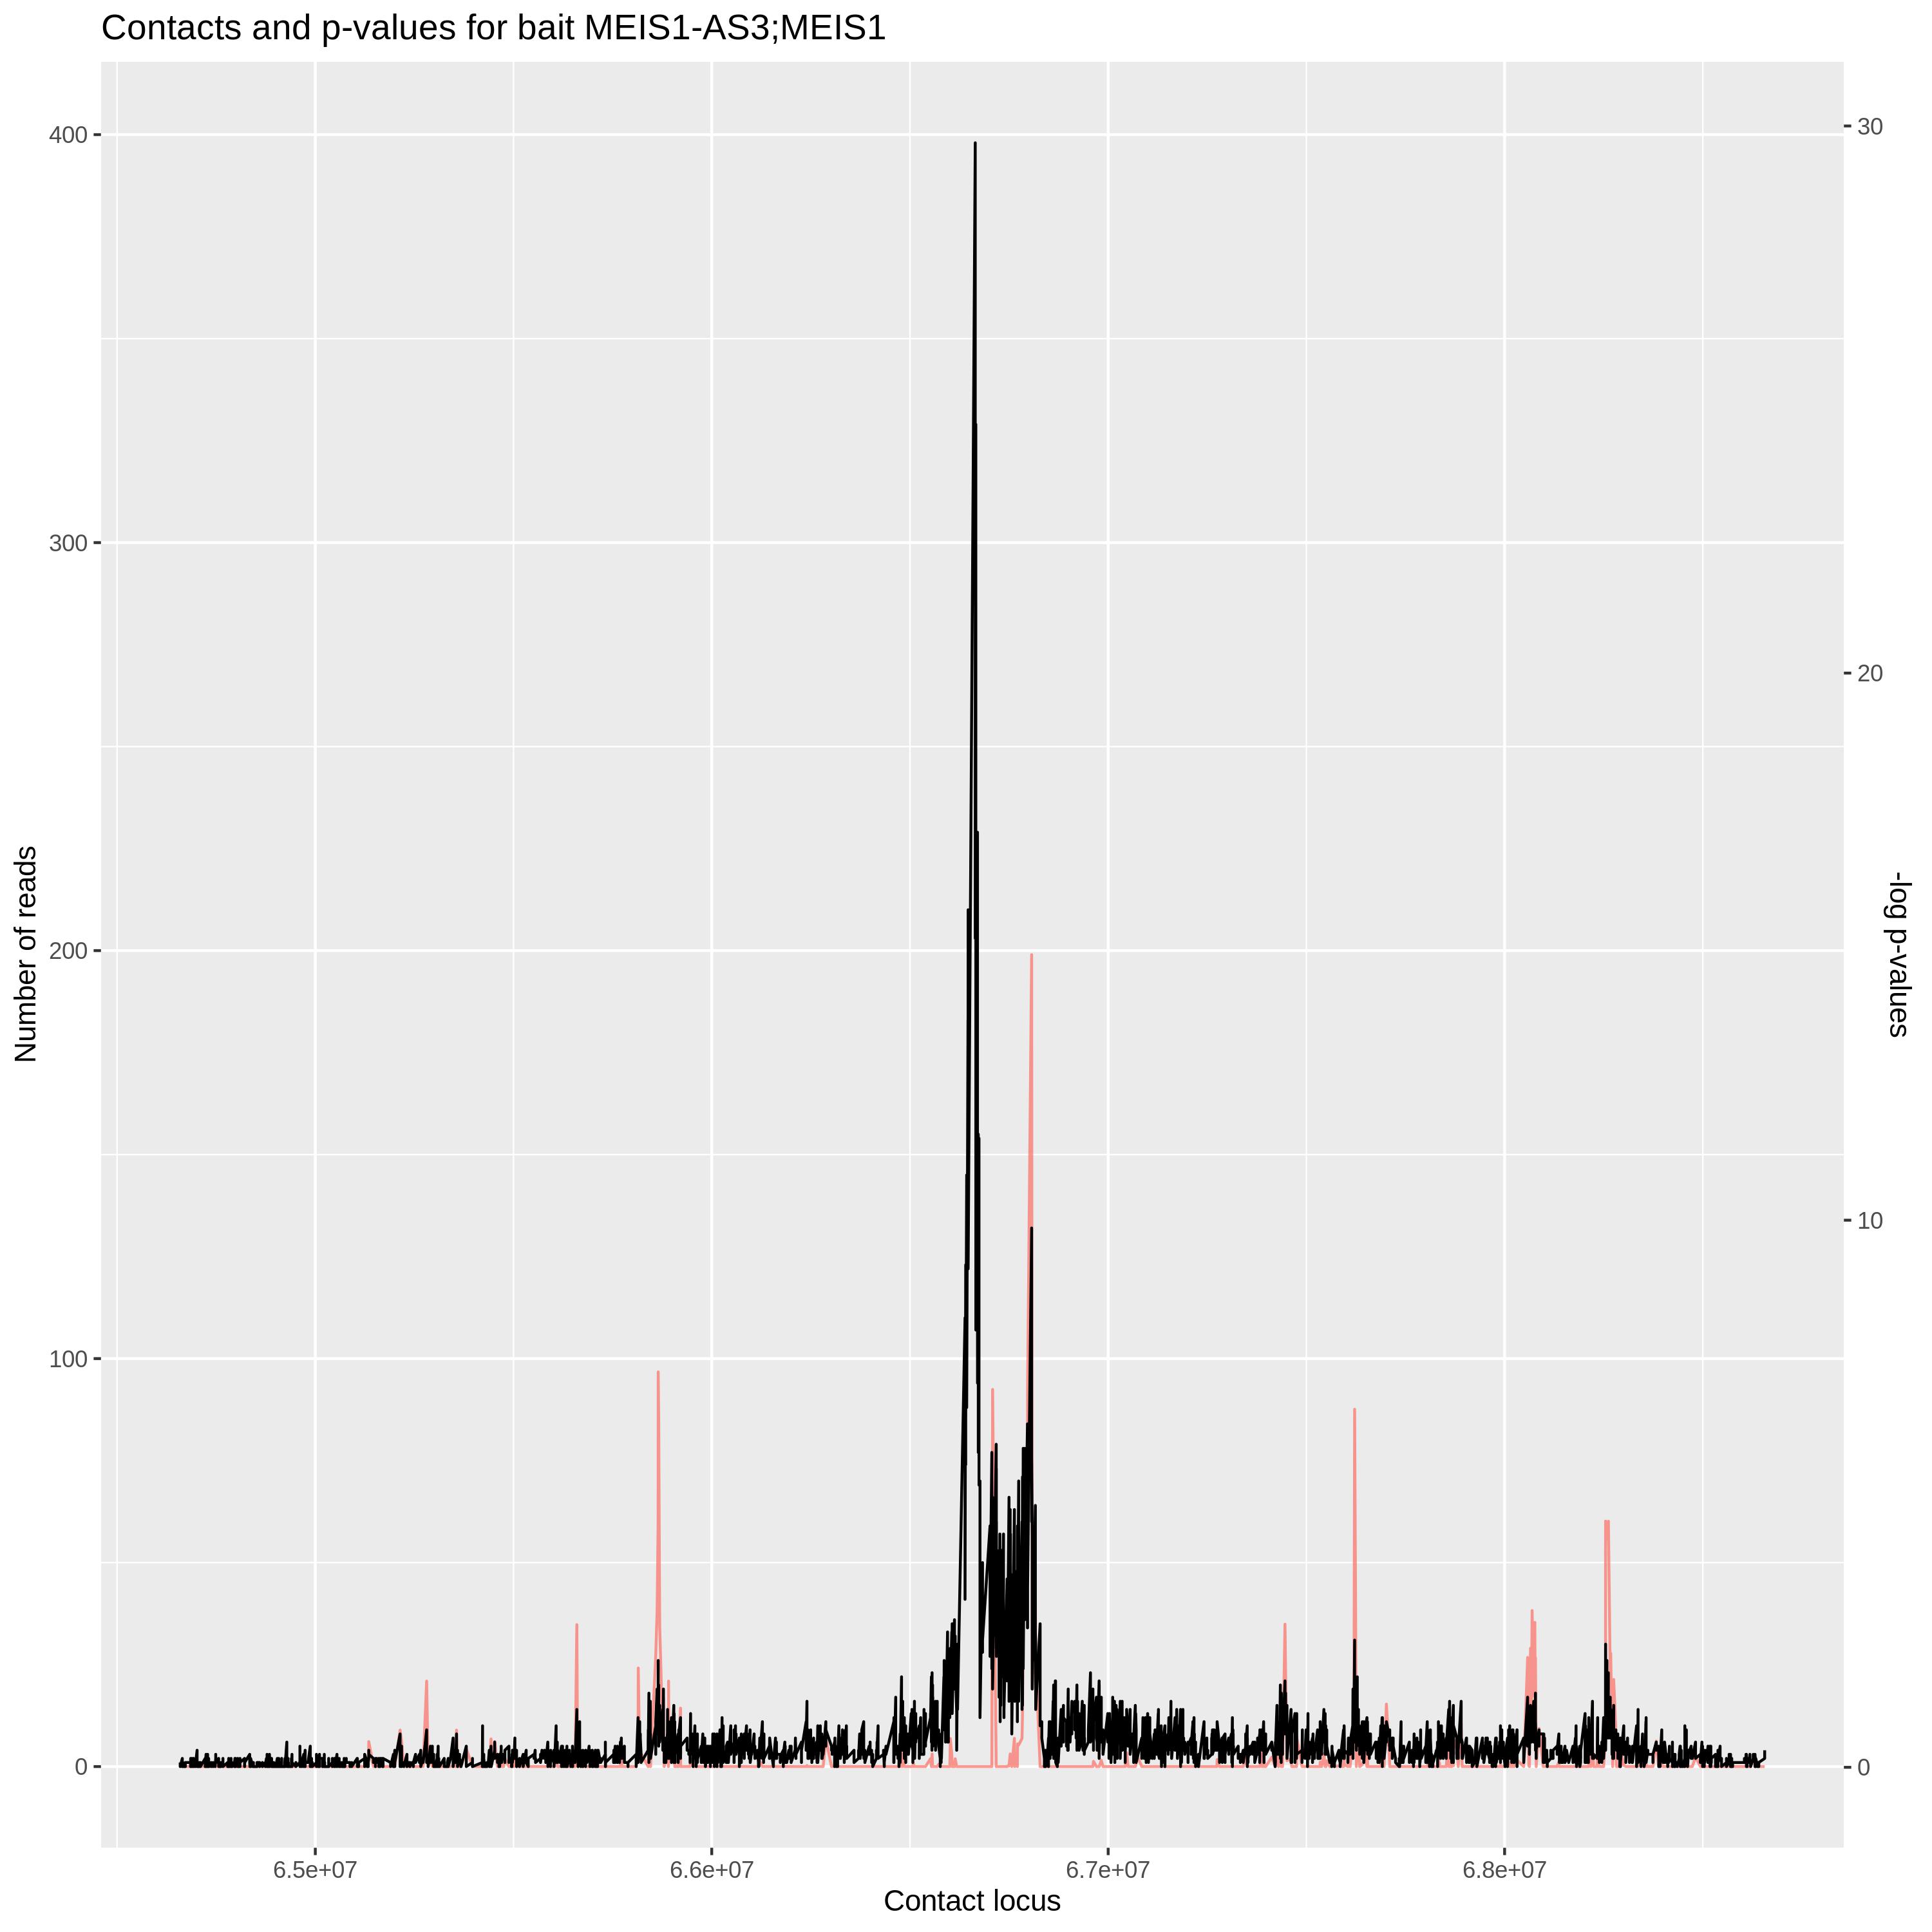 Contacts and p-values for bait MEIS1-AS3;MEIS1
400
300
200
100
0
Number of reads
30
20
10
0
-log p-values
6.5e+07 6.6e+07 6.7e+07 6.8e+07
Contact locus